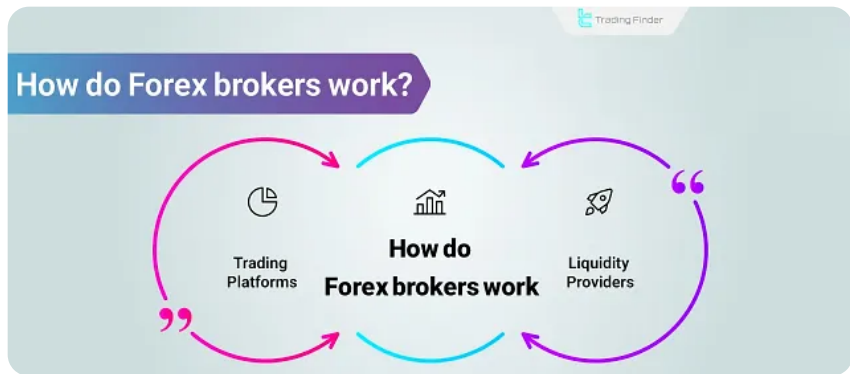 Trading Finder
How do Forex brokers work?
Trading
Platforms
How do
Forex brokers work
Liquidity
Providers